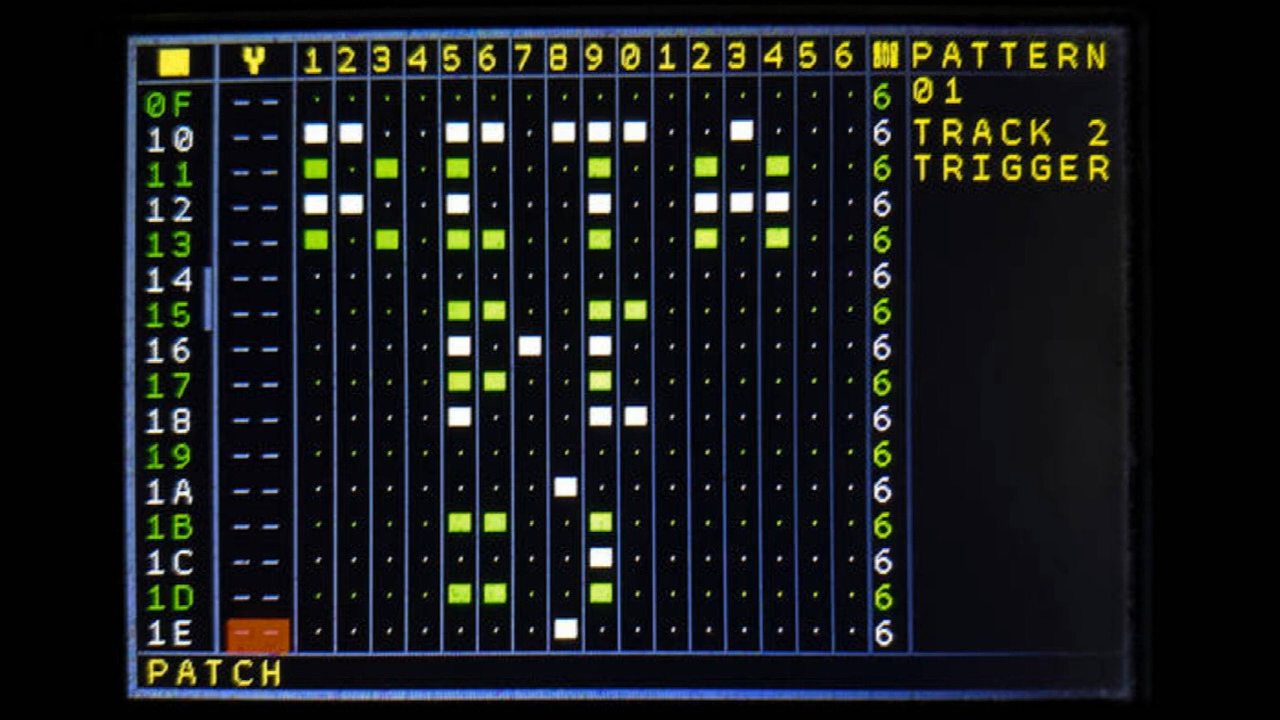 Y 1 2 3 4 5 6 7 8 9 0 1 2 3 4 5 6 PATTERN
0F -- 6 01
10 -- 6 TRACK 2
11 -- 6 TRIGGER
12 -- 6
13 -- 6
14 -- 6
15 -- 6
16 -- 6
17 -- 6
18 -- 6
19 -- 6
1A -- 6
1B -- 6
1C -- 6
1D -- 6
1E -- 6
PATCH